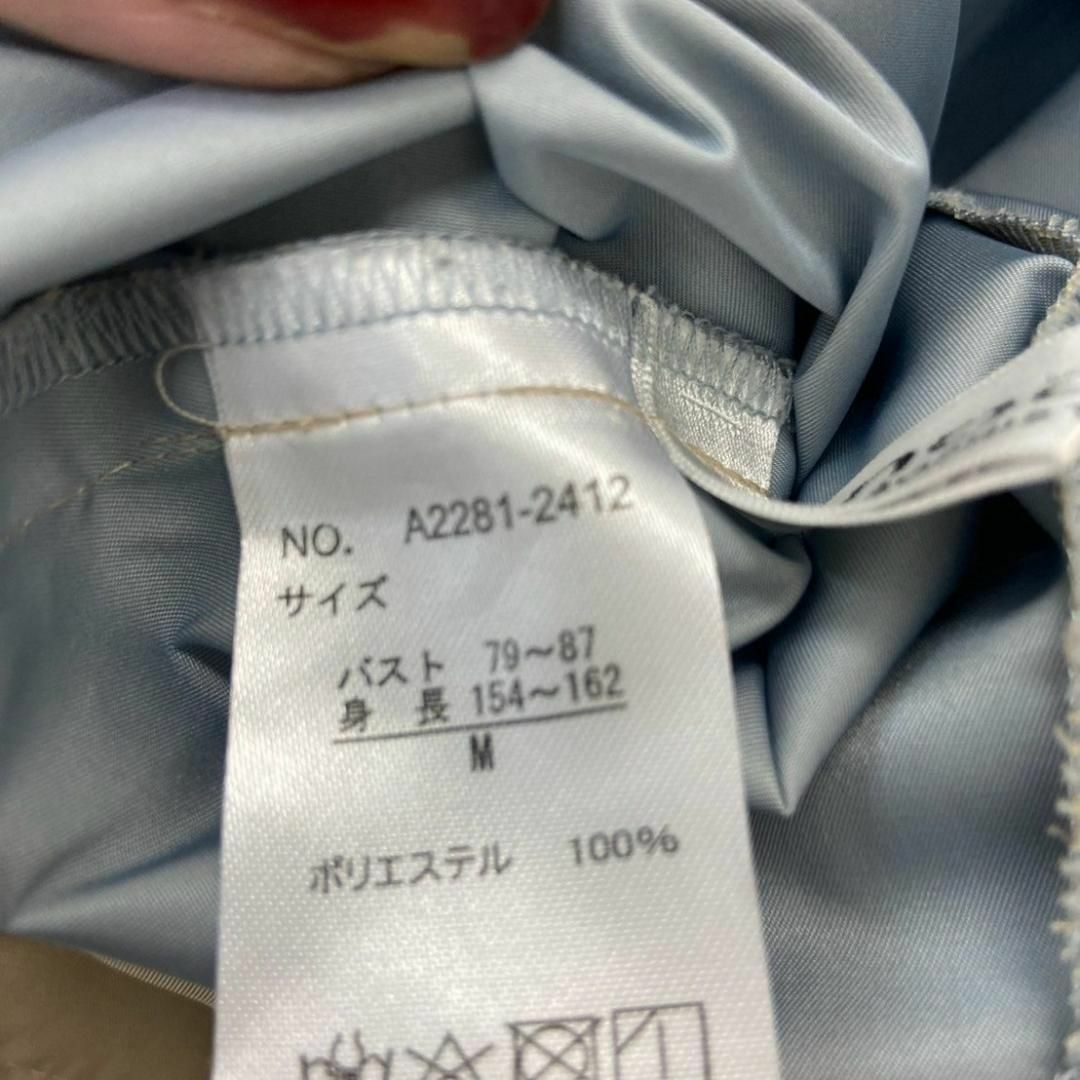 NO. A2281-2412
サイズ
バスト 79～87
身 長 154～162
M
ポリエステル 100%